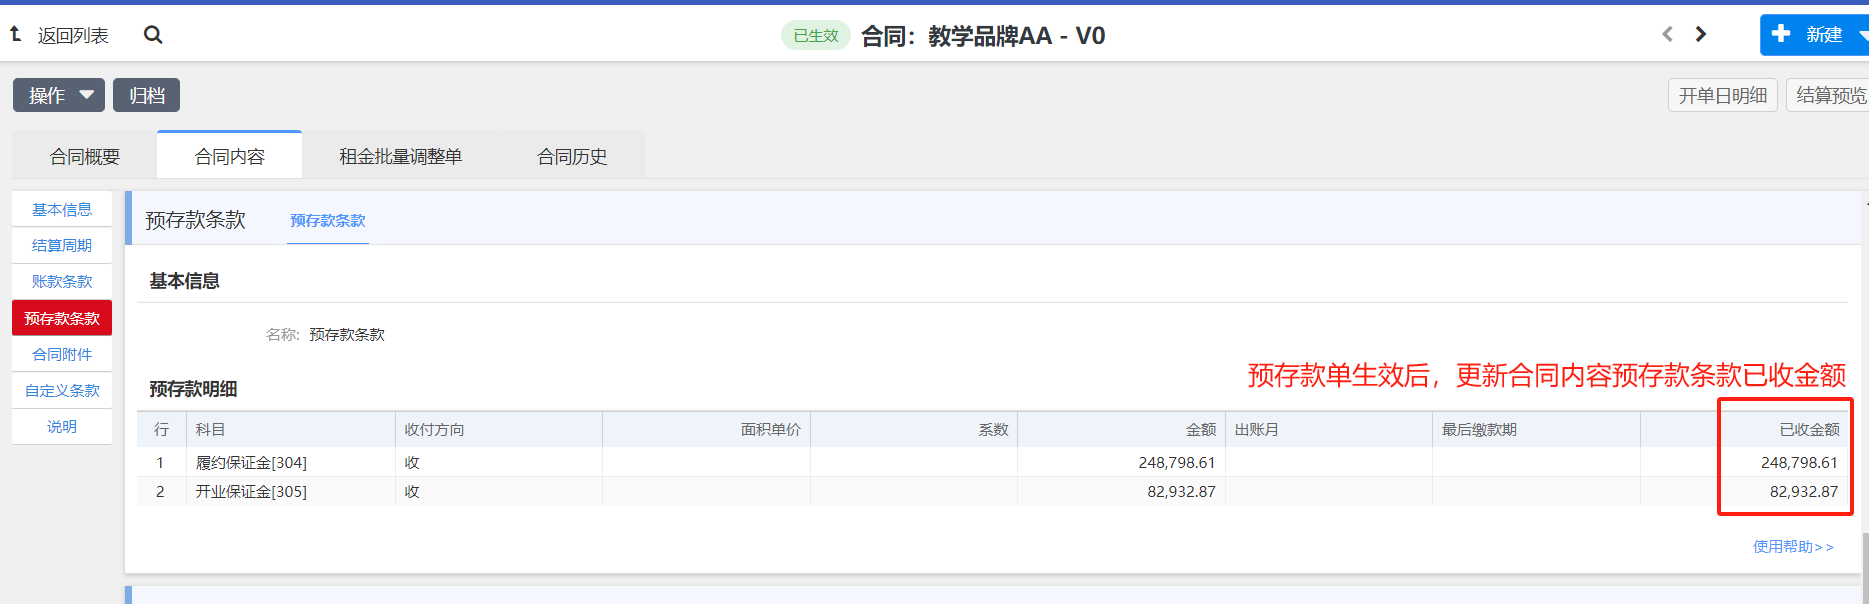 返回列表
已生效 合同：教学品牌AA - V0
新建
操作 归档
开单日明细 结算预览
合同概要 合同内容 租金批量调整单 合同历史
基本信息
结算周期
账款条款
预存款条款
合同附件
自定义条款
说明
预存款条款 预存款条款
基本信息
名称: 预存款条款
预存款单生效后，更新合同内容预存款条款已收金额
预存款明细
行 科目 收付方向 面积单价 系数 金额 出账月 最后缴款期 已收金额
1 履约保证金[304] 收 248,798.61 248,798.61
2 开业保证金[305] 收 82,932.87 82,932.87
使用帮助>>